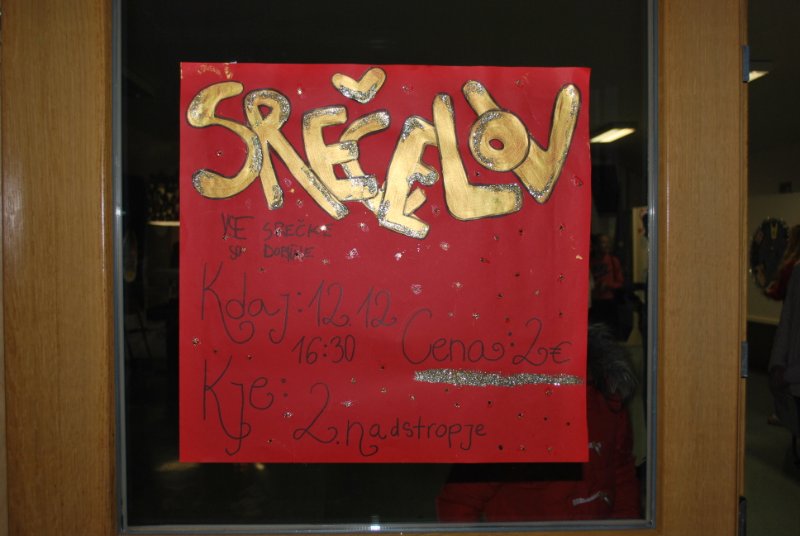 SREČELOV
VSE SREČKE
SO DOBITNE
Kdaj: 12.12.
16:30
Cena: 2€
Kje: 2. nadstropje